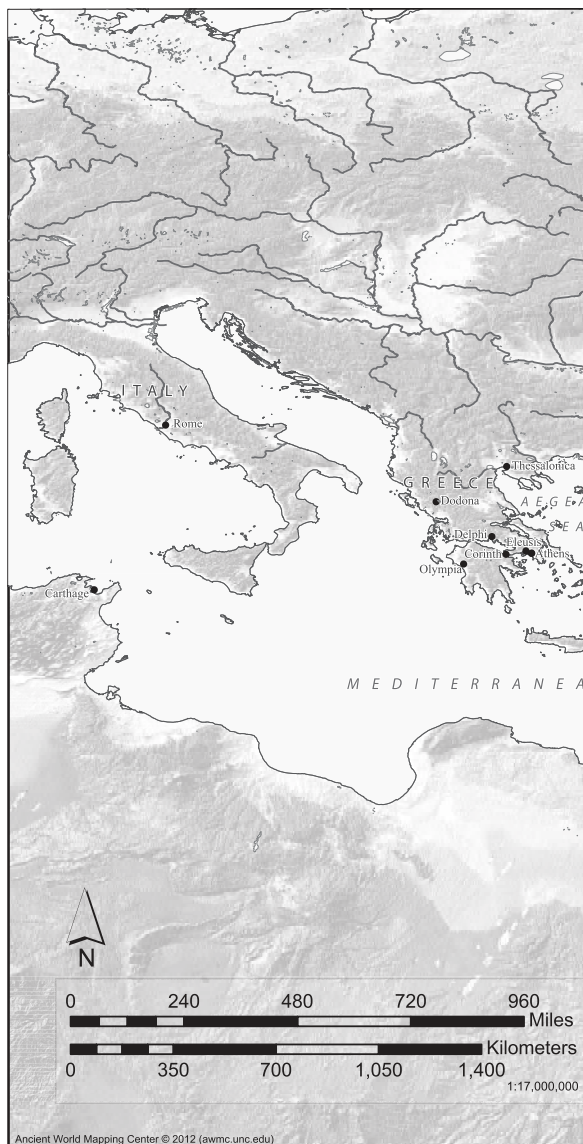 ITALY
Rome
Thessalonica
GREECE
Dodona
AEGEA
SEA
Delphi
Eleusis
Corinth
Athens
Olympia
Carthage
MEDITERRANEA
N
0 240 480 720 960
Miles
Kilometers
0 350 700 1,050 1,400
1:17,000,000
Ancient World Mapping Center © 2012 (awmc.unc.edu)